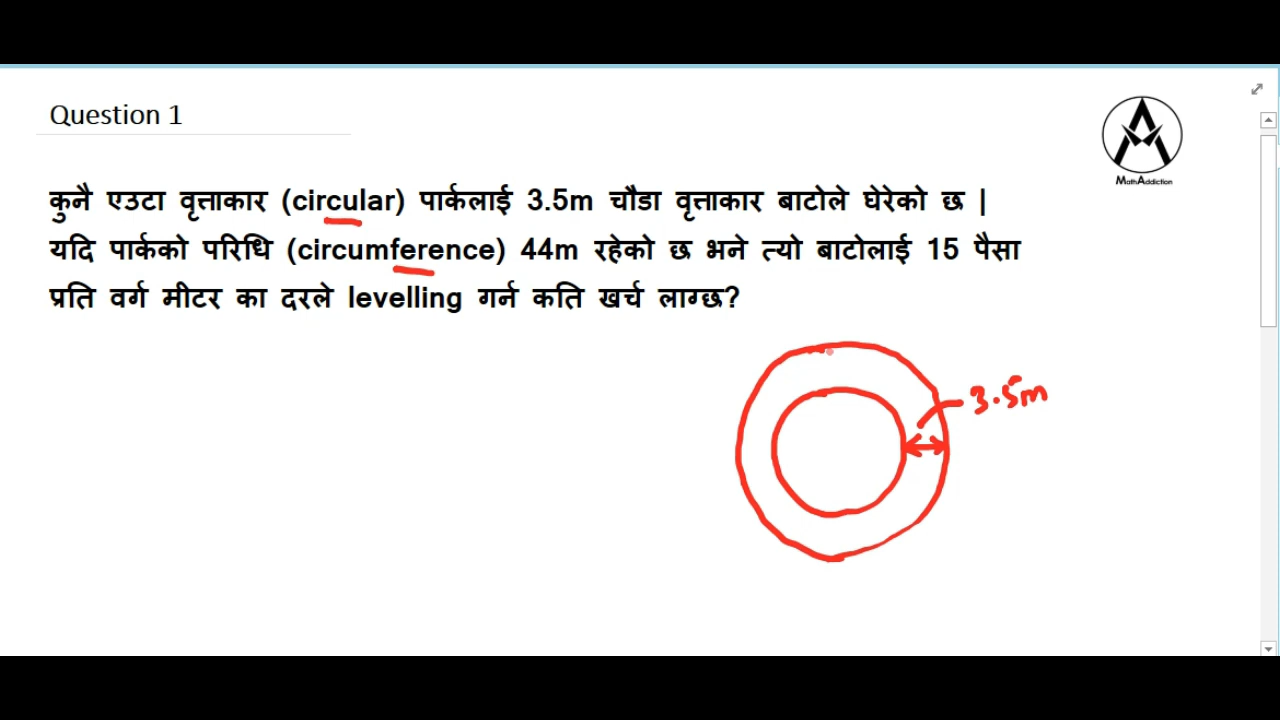 Question 1
MathAddiction
कुनै एउटा वृत्ताकार (circular) पार्कलाई 3.5m चौडा वृत्ताकार बाटोले घेरेको छ |
यदि पार्कको परिधि (circumference) 44m रहेको छ भने त्यो बाटोलाई 15 पैसा
प्रति वर्ग मीटर का दरले levelling गर्न कति खर्च लाग्छ?
3.5m